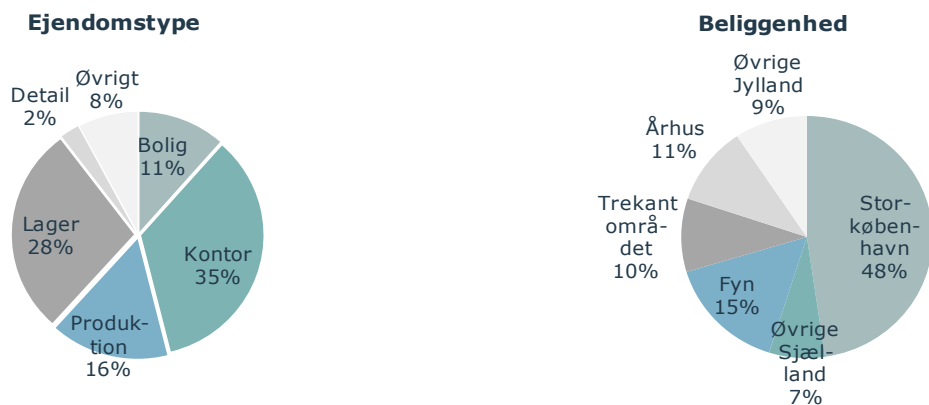 Ejendomstype
Bolig
11%
Kontor
35%
Produk-
tion
16%
Lager
28%
Detail
2%
Øvrigt
8%
Beliggenhed
Stor-
køben-
havn
48%
Øvrige
Sjæl-
land
7%
Fyn
15%
Trekant
områ-
det
10%
Århus
11%
Øvrige
Jylland
9%